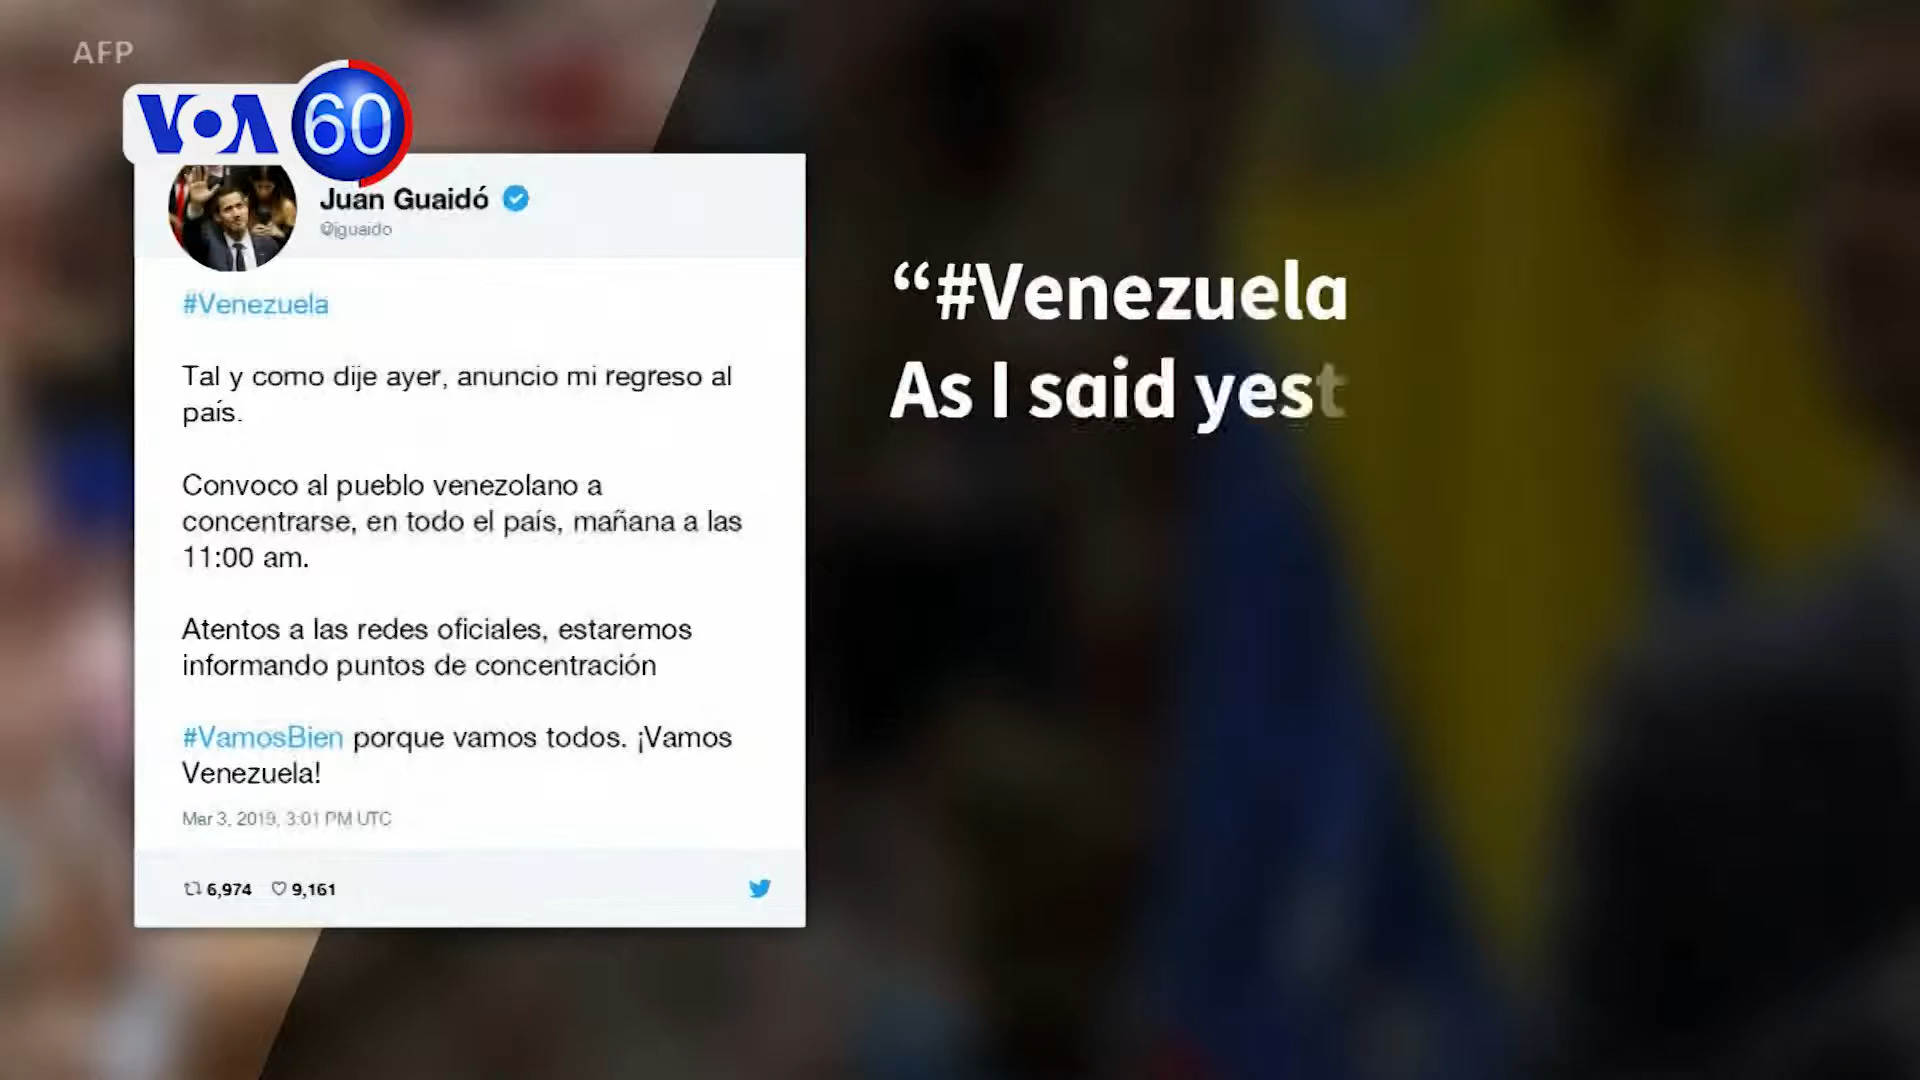 AFP
VOA 60
Juan Guaidó
@jguaido
#Venezuela
Tal y como dije ayer, anuncio mi regreso al
país.
Convoco al pueblo venezolano a
concentrarse, en todo el país, mañana a las
11:00 am.
Atentos a las redes oficiales, estaremos
informando puntos de concentración
#VamosBien porque vamos todos. ¡Vamos
Venezuela!
Mar 3, 2019, 3:01 PM UTC
6,974 9,161
“#Venezuela
As I said yest